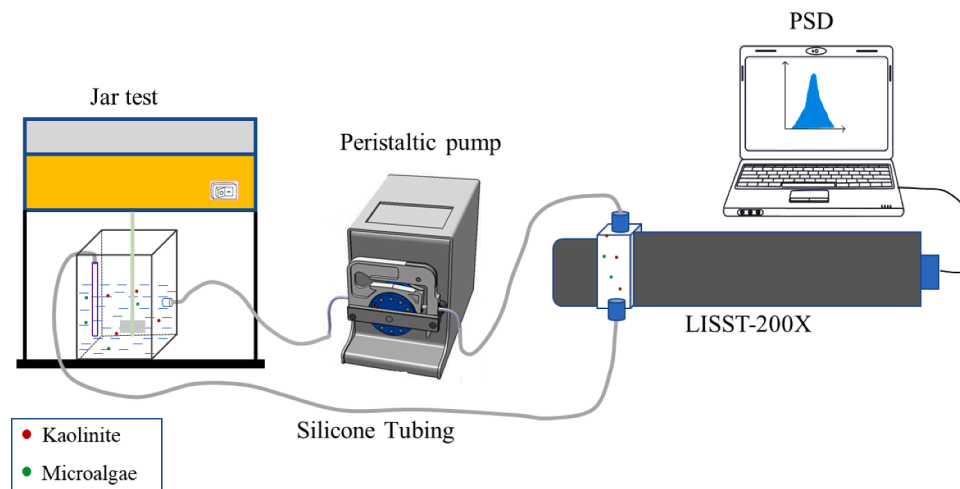 PSD
Jar test
Peristaltic pump
LISST-200X
Silicone Tubing
Kaolinite
Microalgae